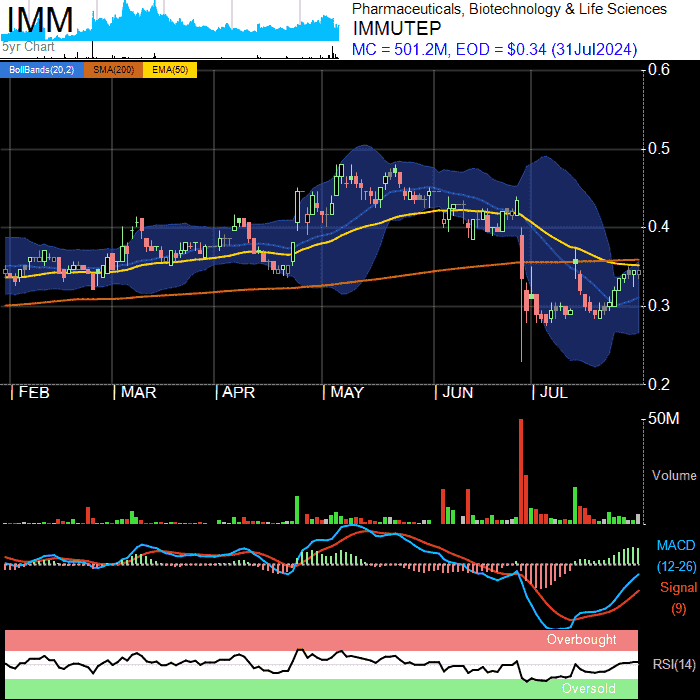 IMM
5yr Chart
Pharmaceuticals, Biotechnology & Life Sciences
IMMUTEP
MC = 501.2M, EOD = $0.34 (31Jul2024)
BollBands(20,2) SMA(200) EMA(50)
0.6
0.5
0.4
0.3
0.2
| FEB | MAR | APR | MAY | JUN | JUL
50M
Volume
MACD
(12-26)
Signal
(9)
Overbought
RSI(14)
Oversold